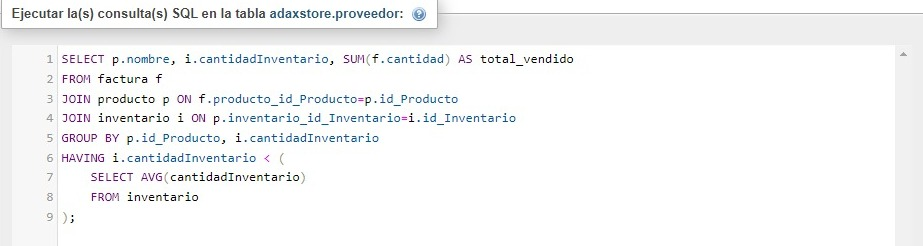 Ejecutar la(s) consulta(s) SQL en la tabla adaxstore.proveedor:
1 SELECT p.nombre, i.cantidadInventario, SUM(f.cantidad) AS total_vendido
2 FROM factura f
3 JOIN producto p ON f.producto_id_Producto=p.id_Producto
4 JOIN inventario i ON p.inventario_id_Inventario=i.id_Inventario
5 GROUP BY p.id_Producto, i.cantidadInventario
6 HAVING i.cantidadInventario < (
7     SELECT AVG(cantidadInventario)
8     FROM inventario
9 );